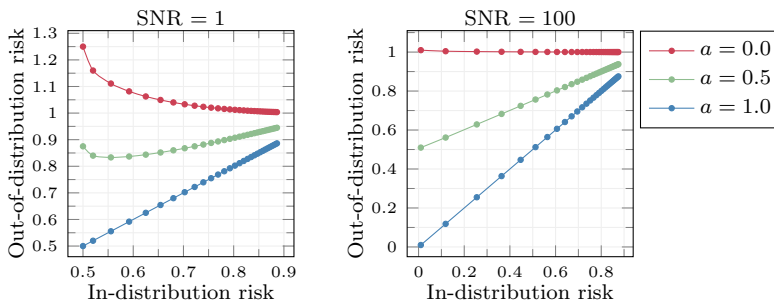 SNR = 1
1.3
1.2
1.1
1
0.9
0.8
0.7
0.6
0.5
0.5 0.6 0.7 0.8 0.9
In-distribution risk
Out-of-distribution risk
SNR = 100
1
0.8
0.6
0.4
0.2
0
0 0.2 0.4 0.6 0.8
In-distribution risk
Out-of-distribution risk
a = 0.0
a = 0.5
a = 1.0